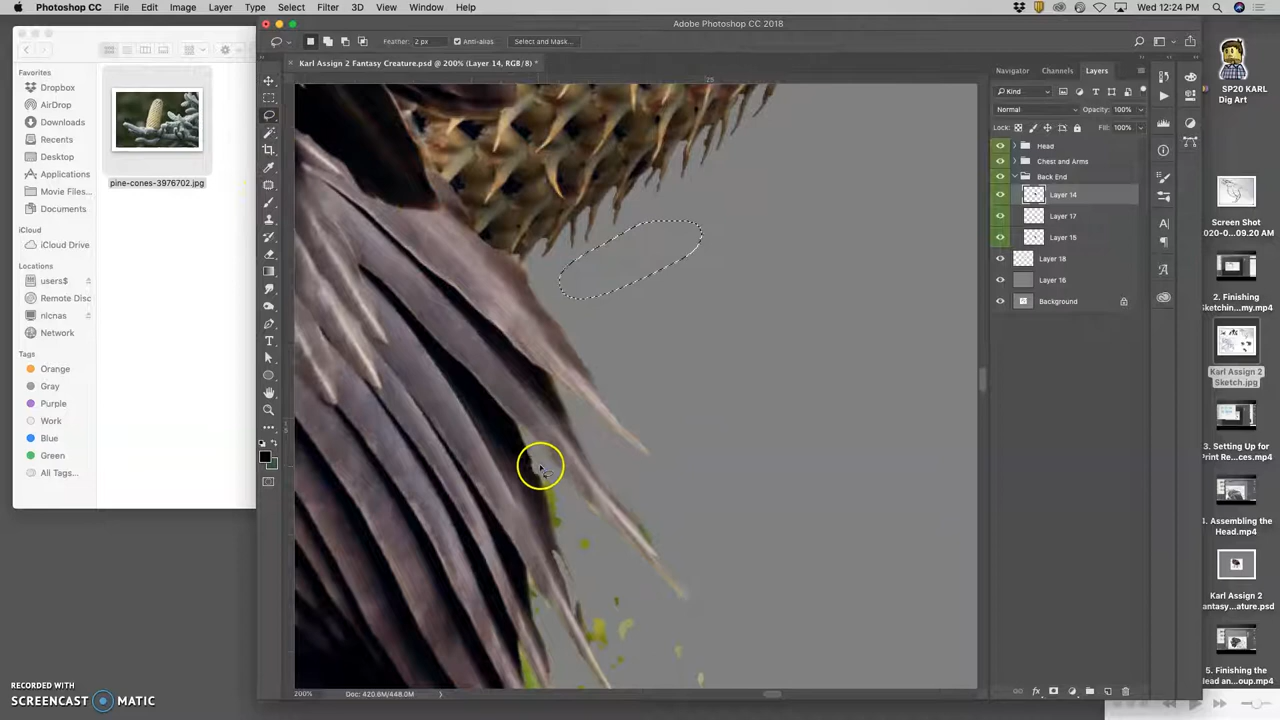 Photoshop CC File Edit Image Layer Type Select Filter 3D View Window Help
Wed 12:24 PM
Adobe Photoshop CC 2018
Feather: 2 px Anti-alias Select and Mask...
Karl Assign 2 Fantasy Creature.psd @ 200% (Layer 14, RGB/8) *
Favorites
Dropbox
AirDrop
Downloads
Recents
Desktop
Applications
Movie Files...
Documents
iCloud
iCloud Drive
Locations
users$
Remote Disc
nlcnas
Network
Tags
Orange
Gray
Purple
Work
Blue
Green
All Tags...
pine-cones-3976702.jpg
25
200% Doc: 420.6M/448.0M
Navigator Channels Layers
Kind
Normal Opacity: 100%
Lock: Fill: 100%
Head
Chest and Arms
Back End
Layer 14
Layer 17
Layer 15
Layer 18
Layer 16
Background
SP20 KARL
Dig Art
Screen Shot
2020-0...09.20 AM
2. Finishing
Sketchin...my.mp4
Karl Assign 2
Sketch.jpg
3. Setting Up for
Print Re...ces.mp4
4. Assembling the
Head.mp4
Karl Assign 2
Fantasy...ature.psd
5. Finishing the
Head an...oup.mp4
RECORDED WITH
SCREENCAST MATIC